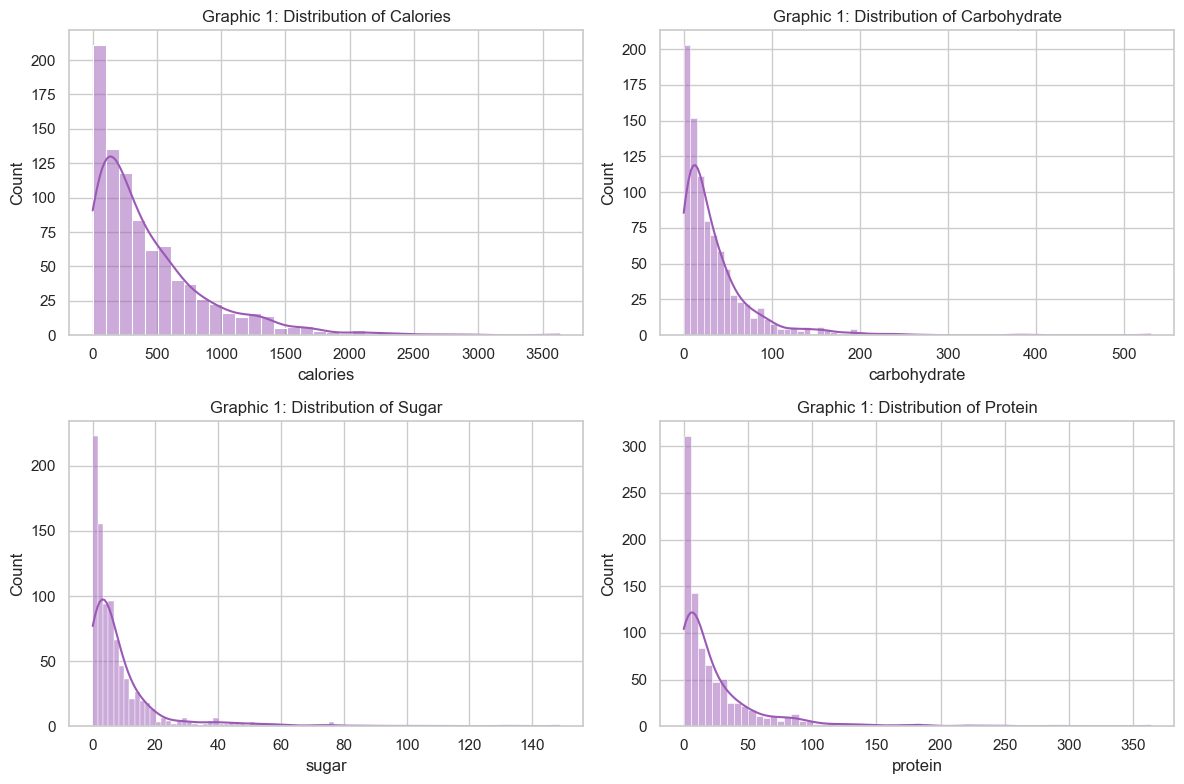 Graphic 1: Distribution of Calories
200
175
150
125
100
75
50
25
0
Count
0 500 1000 1500 2000 2500 3000 3500
calories
Graphic 1: Distribution of Carbohydrate
200
175
150
125
100
75
50
25
0
Count
0 100 200 300 400 500
carbohydrate
Graphic 1: Distribution of Sugar
200
150
100
50
0
Count
0 20 40 60 80 100 120 140
sugar
Graphic 1: Distribution of Protein
300
250
200
150
100
50
0
Count
0 50 100 150 200 250 300 350
protein